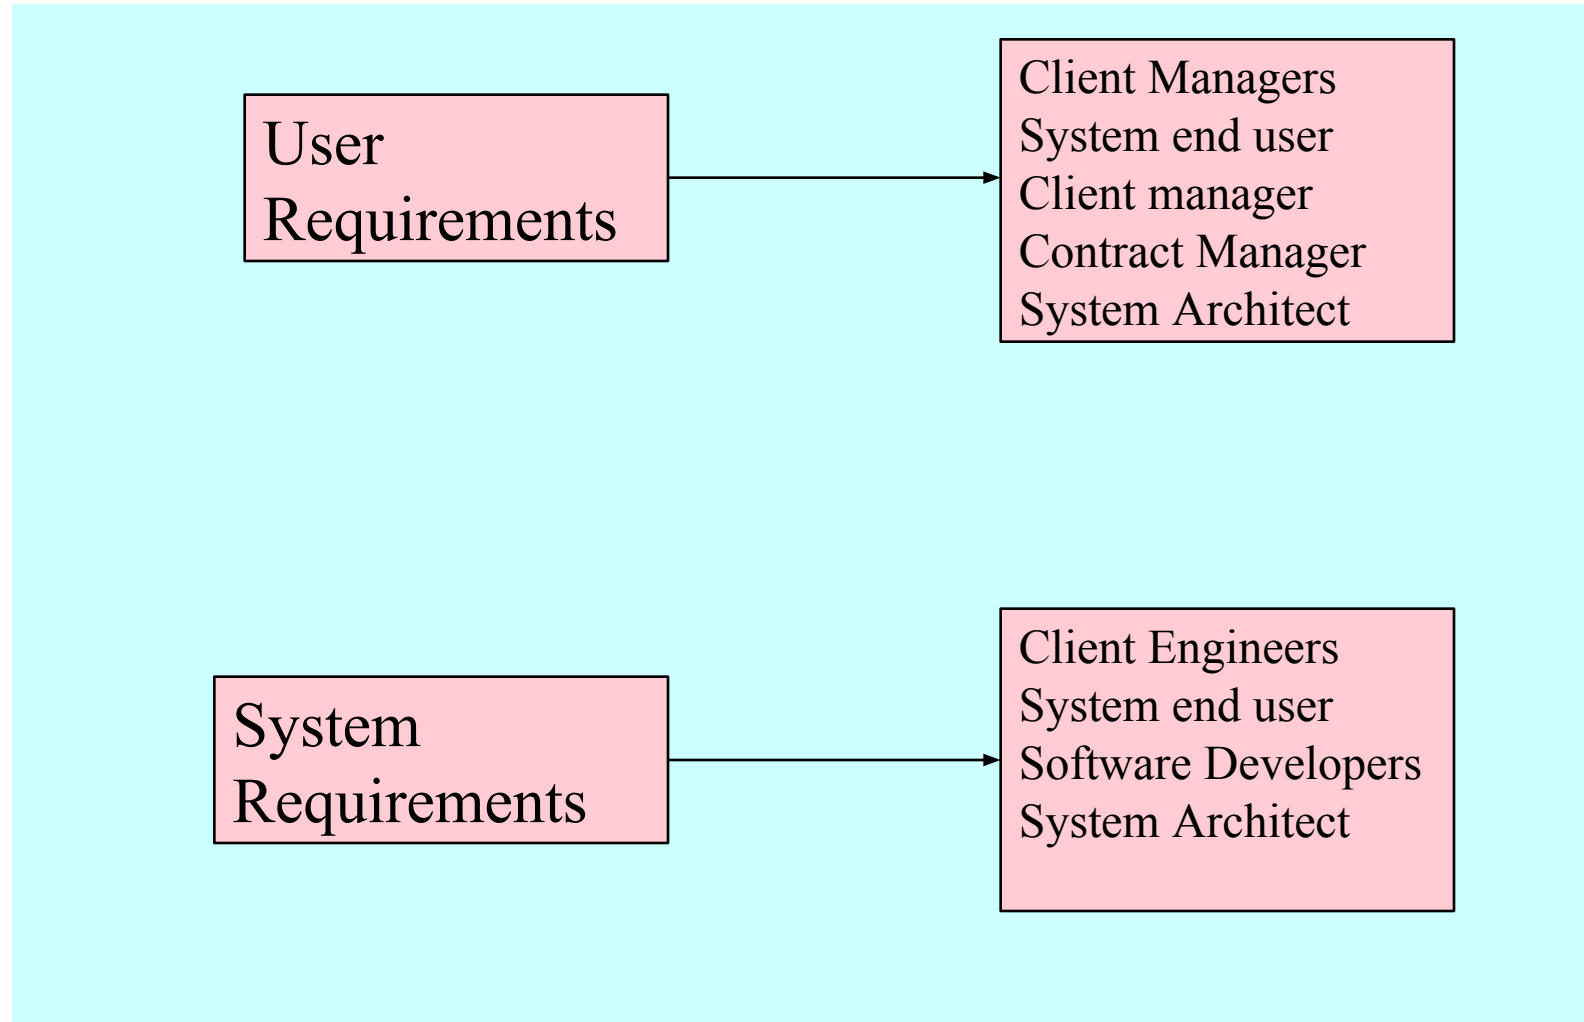 User
Requirements
Client Managers
System end user
Client manager
Contract Manager
System Architect
System
Requirements
Client Engineers
System end user
Software Developers
System Architect